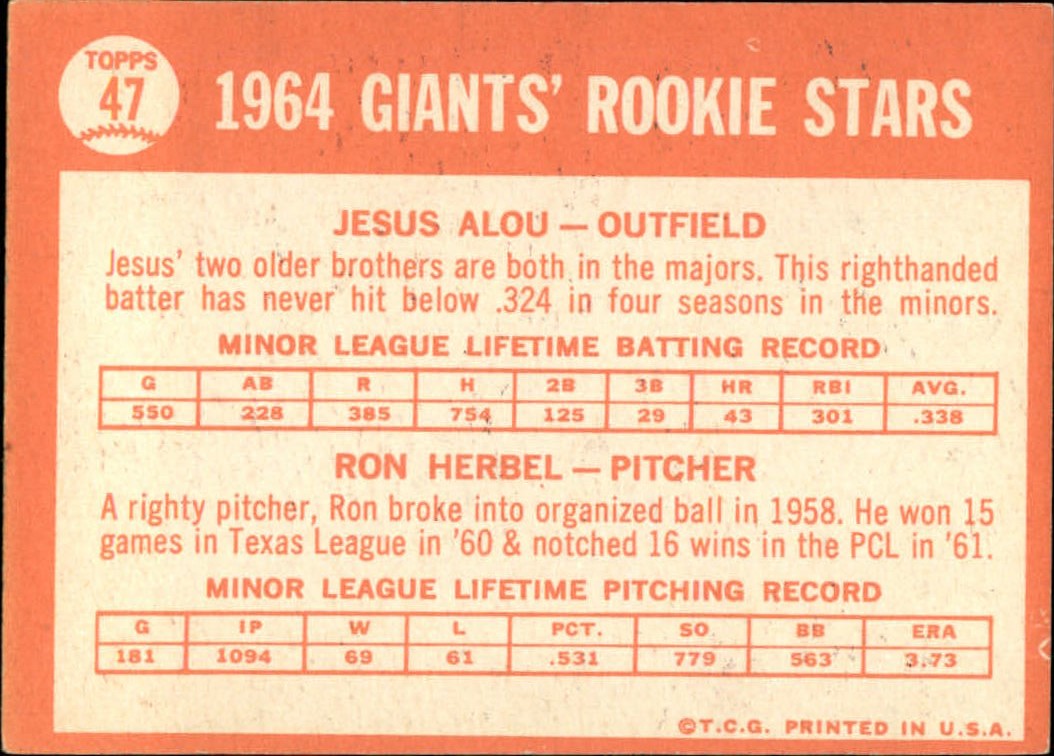 TOPPS
47
1964 GIANTS' ROOKIE STARS
JESUS ALOU — OUTFIELD
Jesus' two older brothers are both in the majors. This righthanded
batter has never hit below .324 in four seasons in the minors.
MINOR LEAGUE LIFETIME BATTING RECORD
G AB R H 2B 3B HR RBI AVG.
550 228 385 754 125 29 43 301 .338
RON HERBEL — PITCHER
A righty pitcher, Ron broke into organized ball in 1958. He won 15
games in Texas League in '60 & notched 16 wins in the PCL in '61.
MINOR LEAGUE LIFETIME PITCHING RECORD
G IP W L PCT. SO BB ERA
181 1094 69 61 .531 779 563 3.73
©T.C.G. PRINTED IN U.S.A.